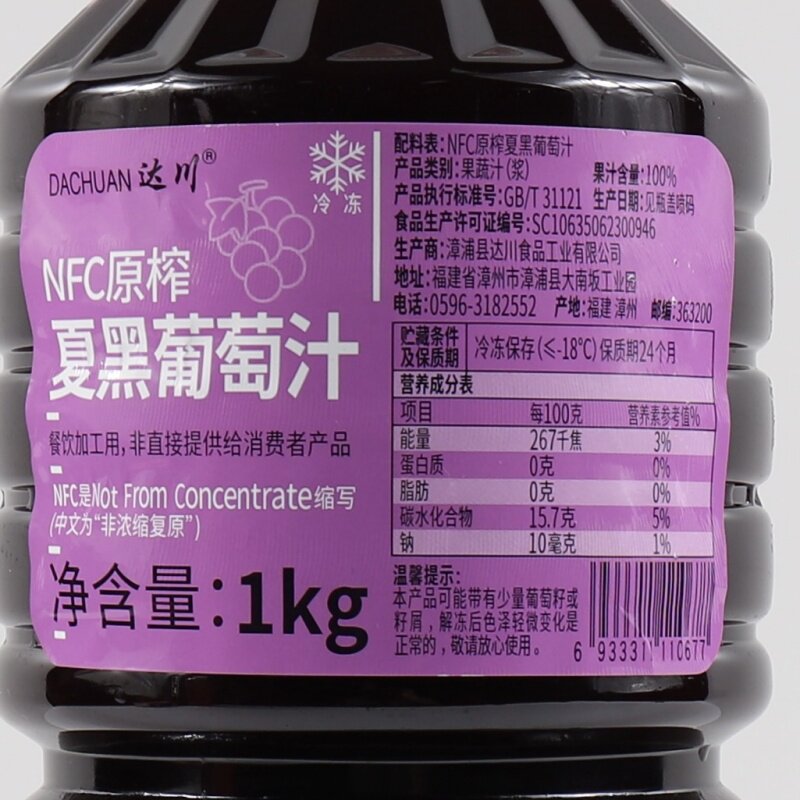 DACHUAN 达川®
冷冻
NFC原榨
夏黑葡萄汁
餐饮加工用,非直接提供给消费者产品
NFC是Not From Concentrate缩写
(中文为“非浓缩复原”)
净含量:1kg
配料表:NFC原榨夏黑葡萄汁
产品类别:果蔬汁(浆) 果汁含量:100%
产品执行标准号:GB/T 31121 生产日期:见瓶盖喷码
食品生产许可证编号:SC10635062300946
生产商:漳浦县达川食品工业有限公司
地址:福建省漳州市漳浦县大南坂工业园
电话:0596-3182552 产地:福建 漳州 邮编:363200
贮藏条件及保质期 冷冻保存(≤-18℃) 保质期24个月
营养成分表
项目 每100克 营养素参考值%
能量 267千焦 3%
蛋白质 0克 0%
脂肪 0克 0%
碳水化合物 15.7克 5%
钠 10毫克 1%
温馨提示:
本产品可能带有少量葡萄籽或
籽屑,解冻后色泽轻微变化是
正常的,敬请放心使用。
6 933311 110677